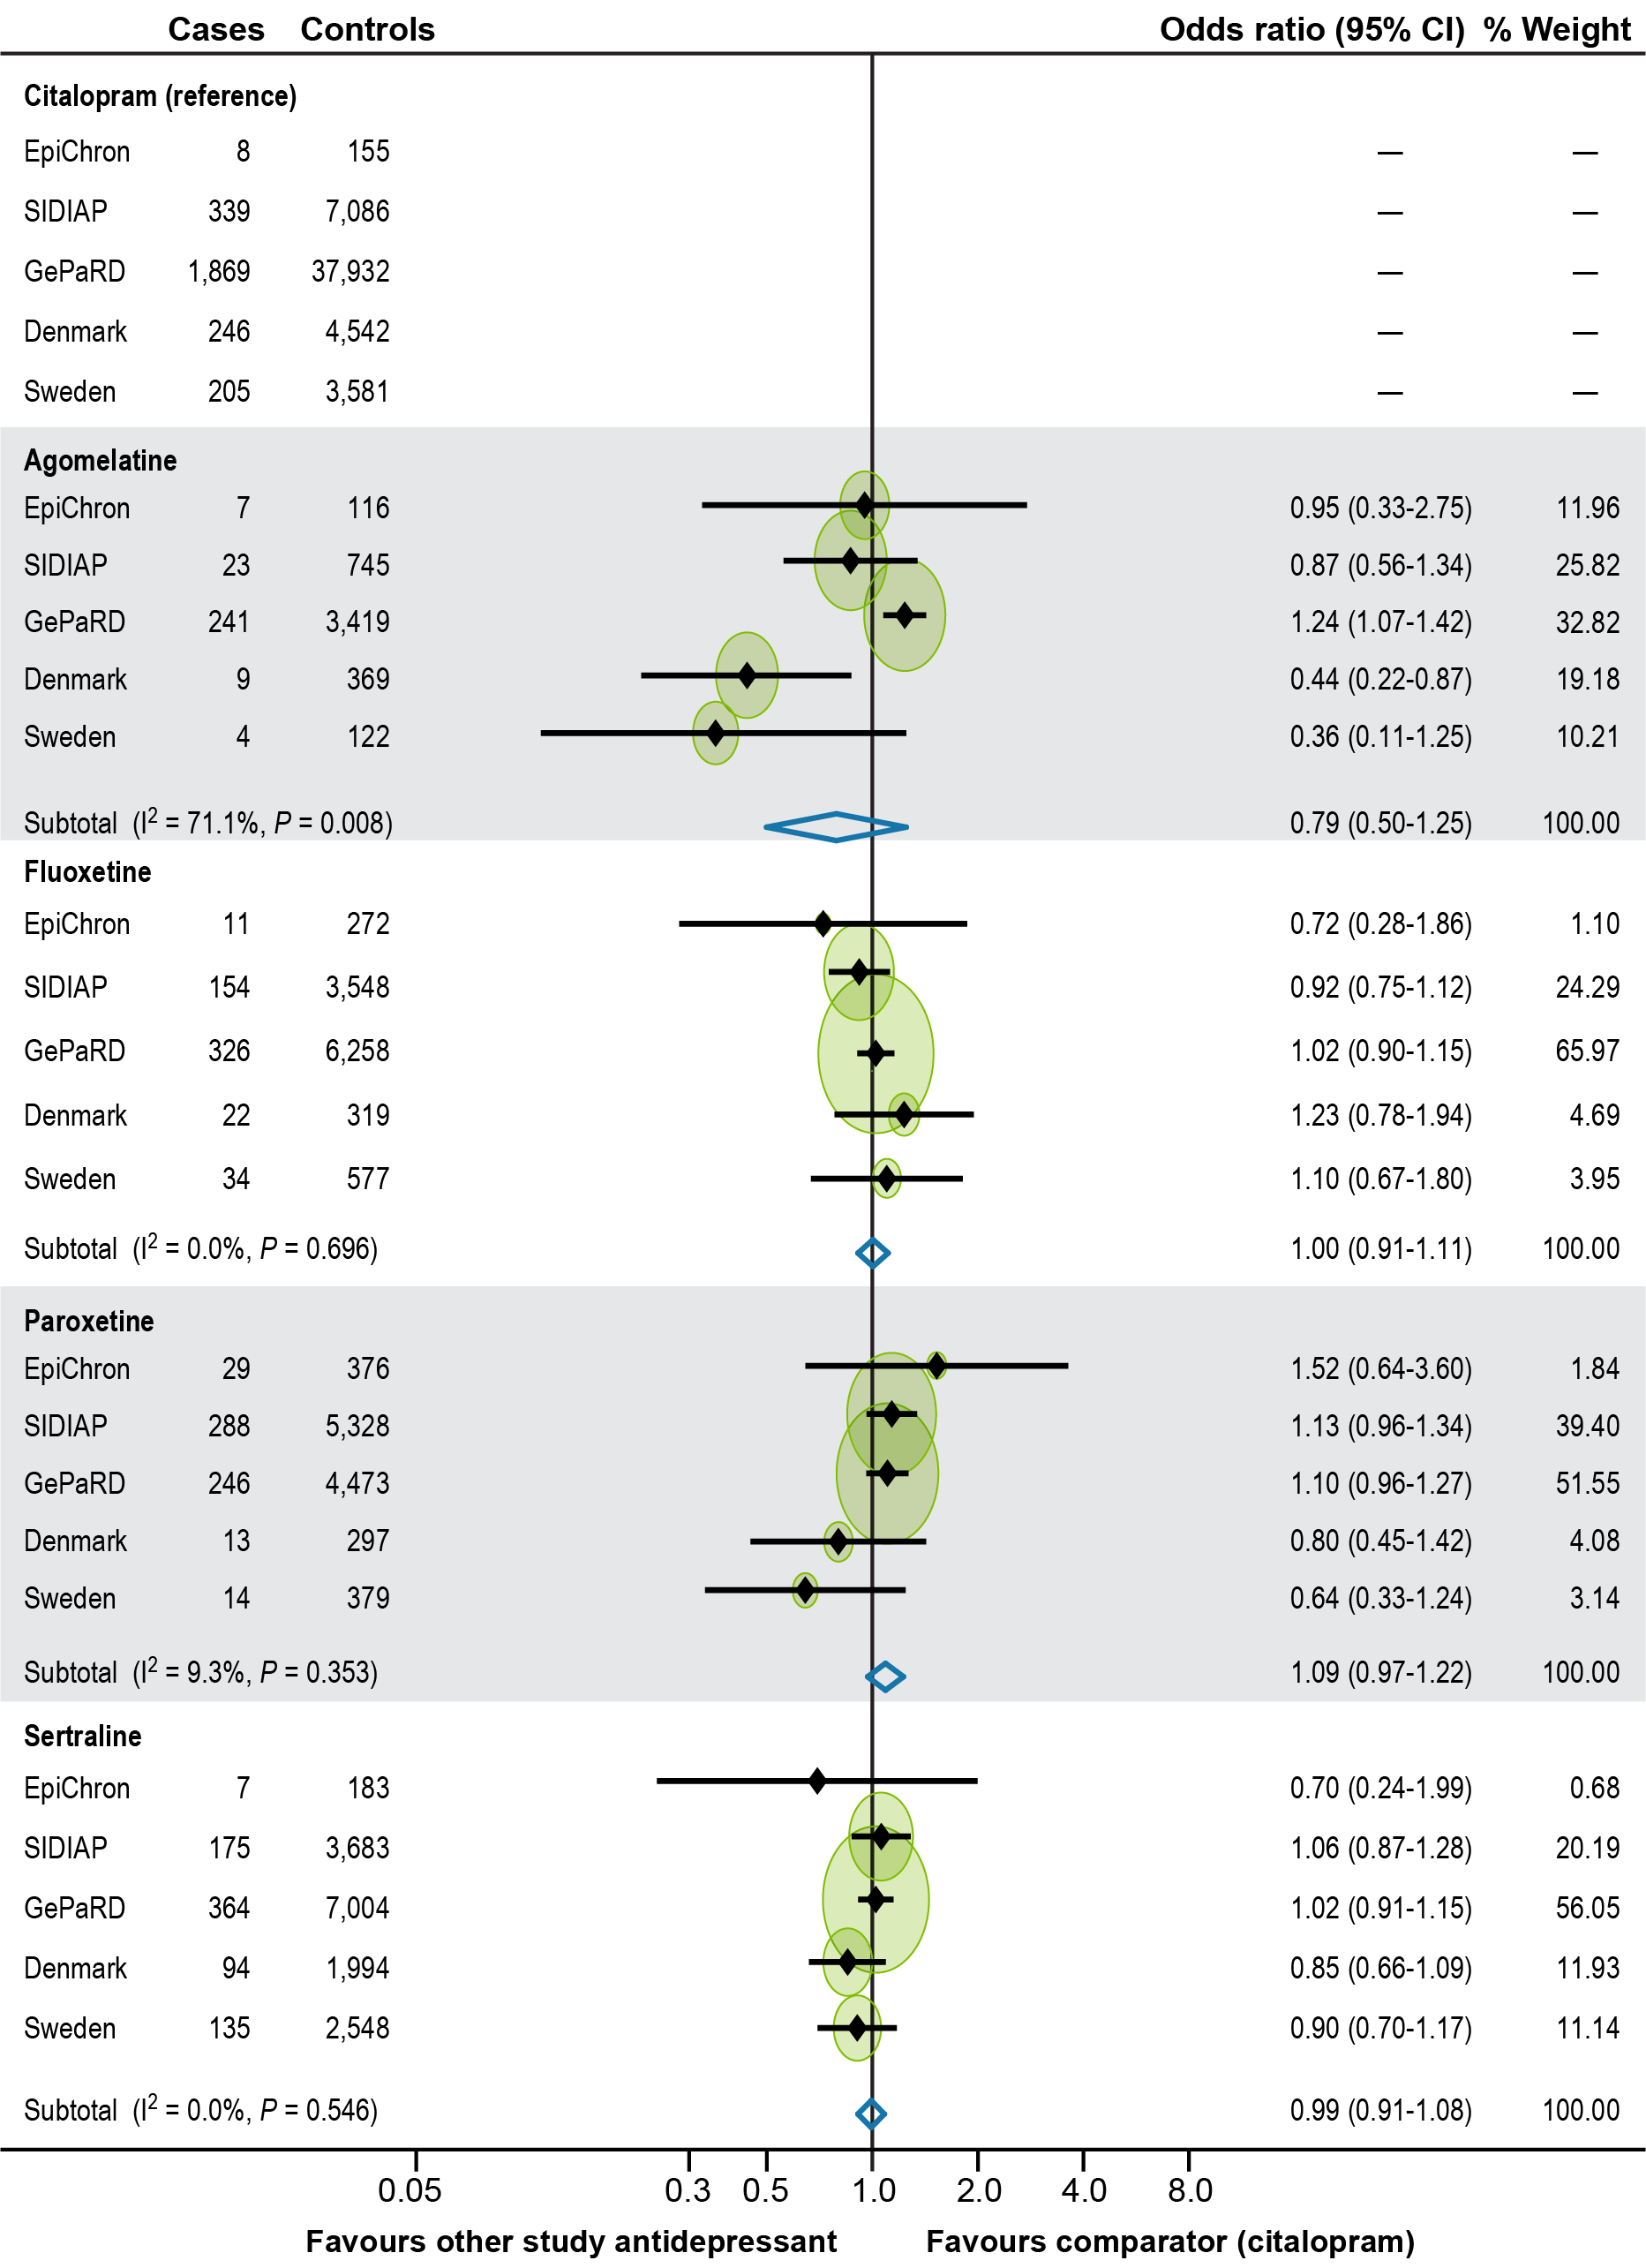 Cases Controls Odds ratio (95% CI) % Weight
Citalopram (reference)
EpiChron 8 155 — —
SIDIAP 339 7,086 — —
GePaRD 1,869 37,932 — —
Denmark 246 4,542 — —
Sweden 205 3,581 — —
Agomelatine
EpiChron 7 116 0.95 (0.33-2.75) 11.96
SIDIAP 23 745 0.87 (0.56-1.34) 25.82
GePaRD 241 3,419 1.24 (1.07-1.42) 32.82
Denmark 9 369 0.44 (0.22-0.87) 19.18
Sweden 4 122 0.36 (0.11-1.25) 10.21
Subtotal (I² = 71.1%, P = 0.008) 0.79 (0.50-1.25) 100.00
Fluoxetine
EpiChron 11 272 0.72 (0.28-1.86) 1.10
SIDIAP 154 3,548 0.92 (0.75-1.12) 24.29
GePaRD 326 6,258 1.02 (0.90-1.15) 65.97
Denmark 22 319 1.23 (0.78-1.94) 4.69
Sweden 34 577 1.10 (0.67-1.80) 3.95
Subtotal (I² = 0.0%, P = 0.696) 1.00 (0.91-1.11) 100.00
Paroxetine
EpiChron 29 376 1.52 (0.64-3.60) 1.84
SIDIAP 288 5,328 1.13 (0.96-1.34) 39.40
GePaRD 246 4,473 1.10 (0.96-1.27) 51.55
Denmark 13 297 0.80 (0.45-1.42) 4.08
Sweden 14 379 0.64 (0.33-1.24) 3.14
Subtotal (I² = 9.3%, P = 0.353) 1.09 (0.97-1.22) 100.00
Sertraline
EpiChron 7 183 0.70 (0.24-1.99) 0.68
SIDIAP 175 3,683 1.06 (0.87-1.28) 20.19
GePaRD 364 7,004 1.02 (0.91-1.15) 56.05
Denmark 94 1,994 0.85 (0.66-1.09) 11.93
Sweden 135 2,548 0.90 (0.70-1.17) 11.14
Subtotal (I² = 0.0%, P = 0.546) 0.99 (0.91-1.08) 100.00
0.05 0.3 0.5 1.0 2.0 4.0 8.0
Favours other study antidepressant Favours comparator (citalopram)